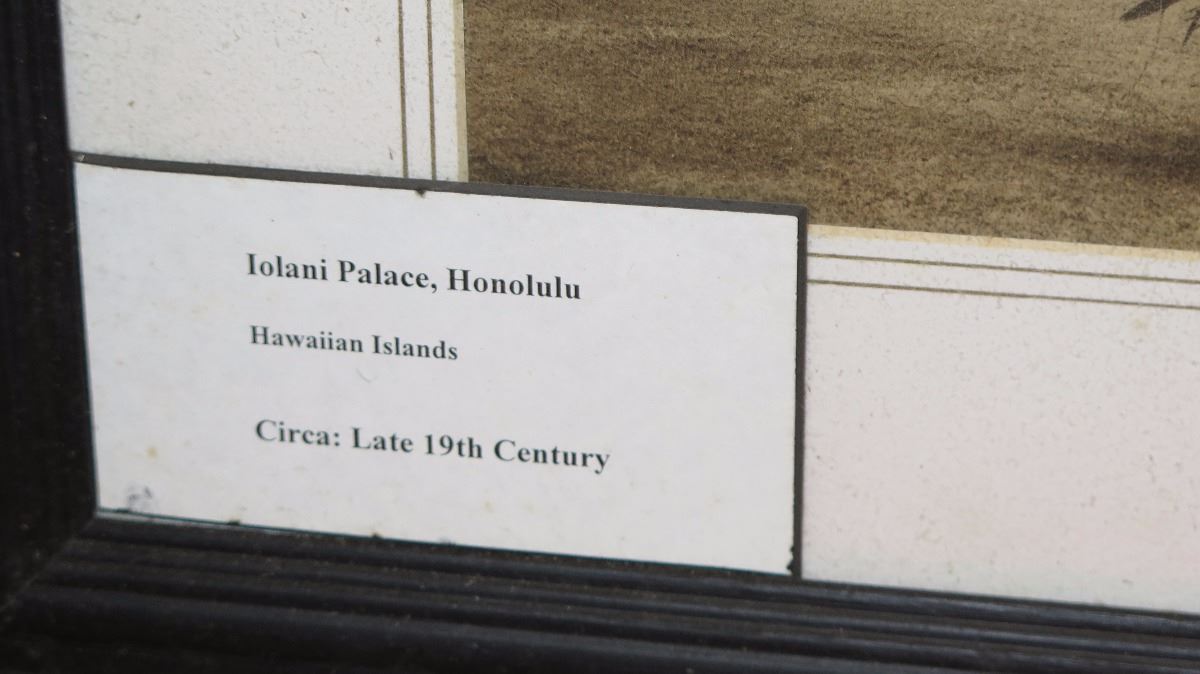 Iolani Palace, Honolulu
Hawaiian Islands
Circa: Late 19th Century